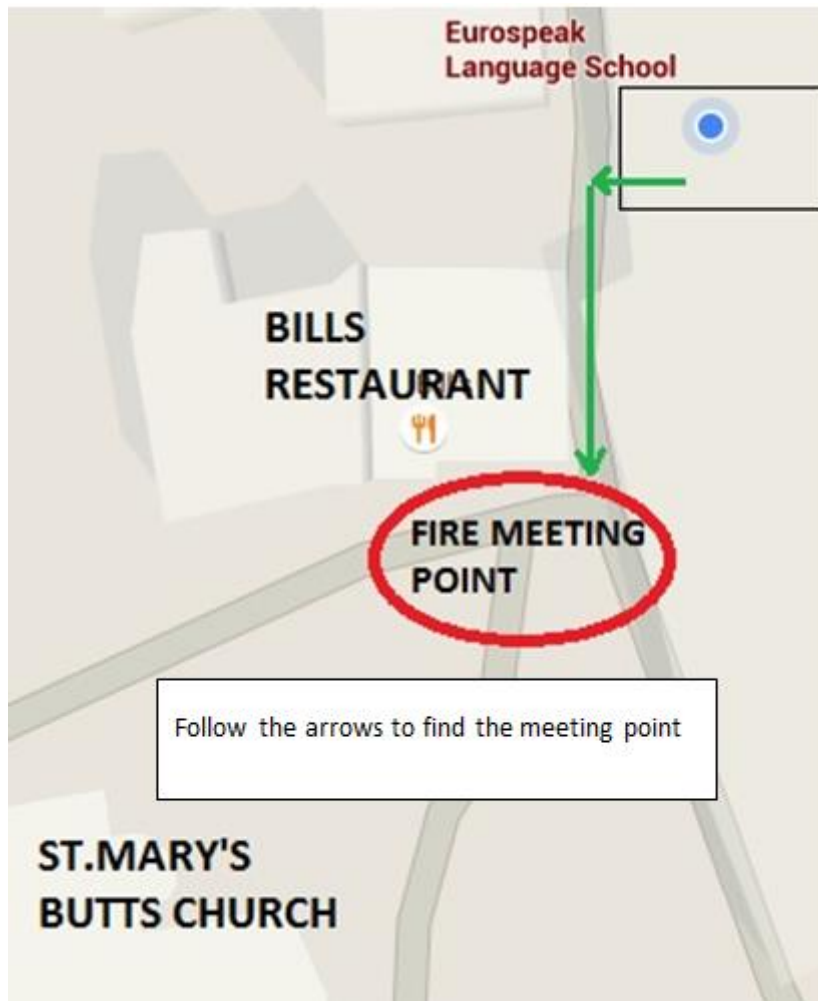 Eurospeak
Language School
BILLS
RESTAURANT
FIRE MEETING
POINT
Follow the arrows to find the meeting point
ST.MARY'S
BUTTS CHURCH